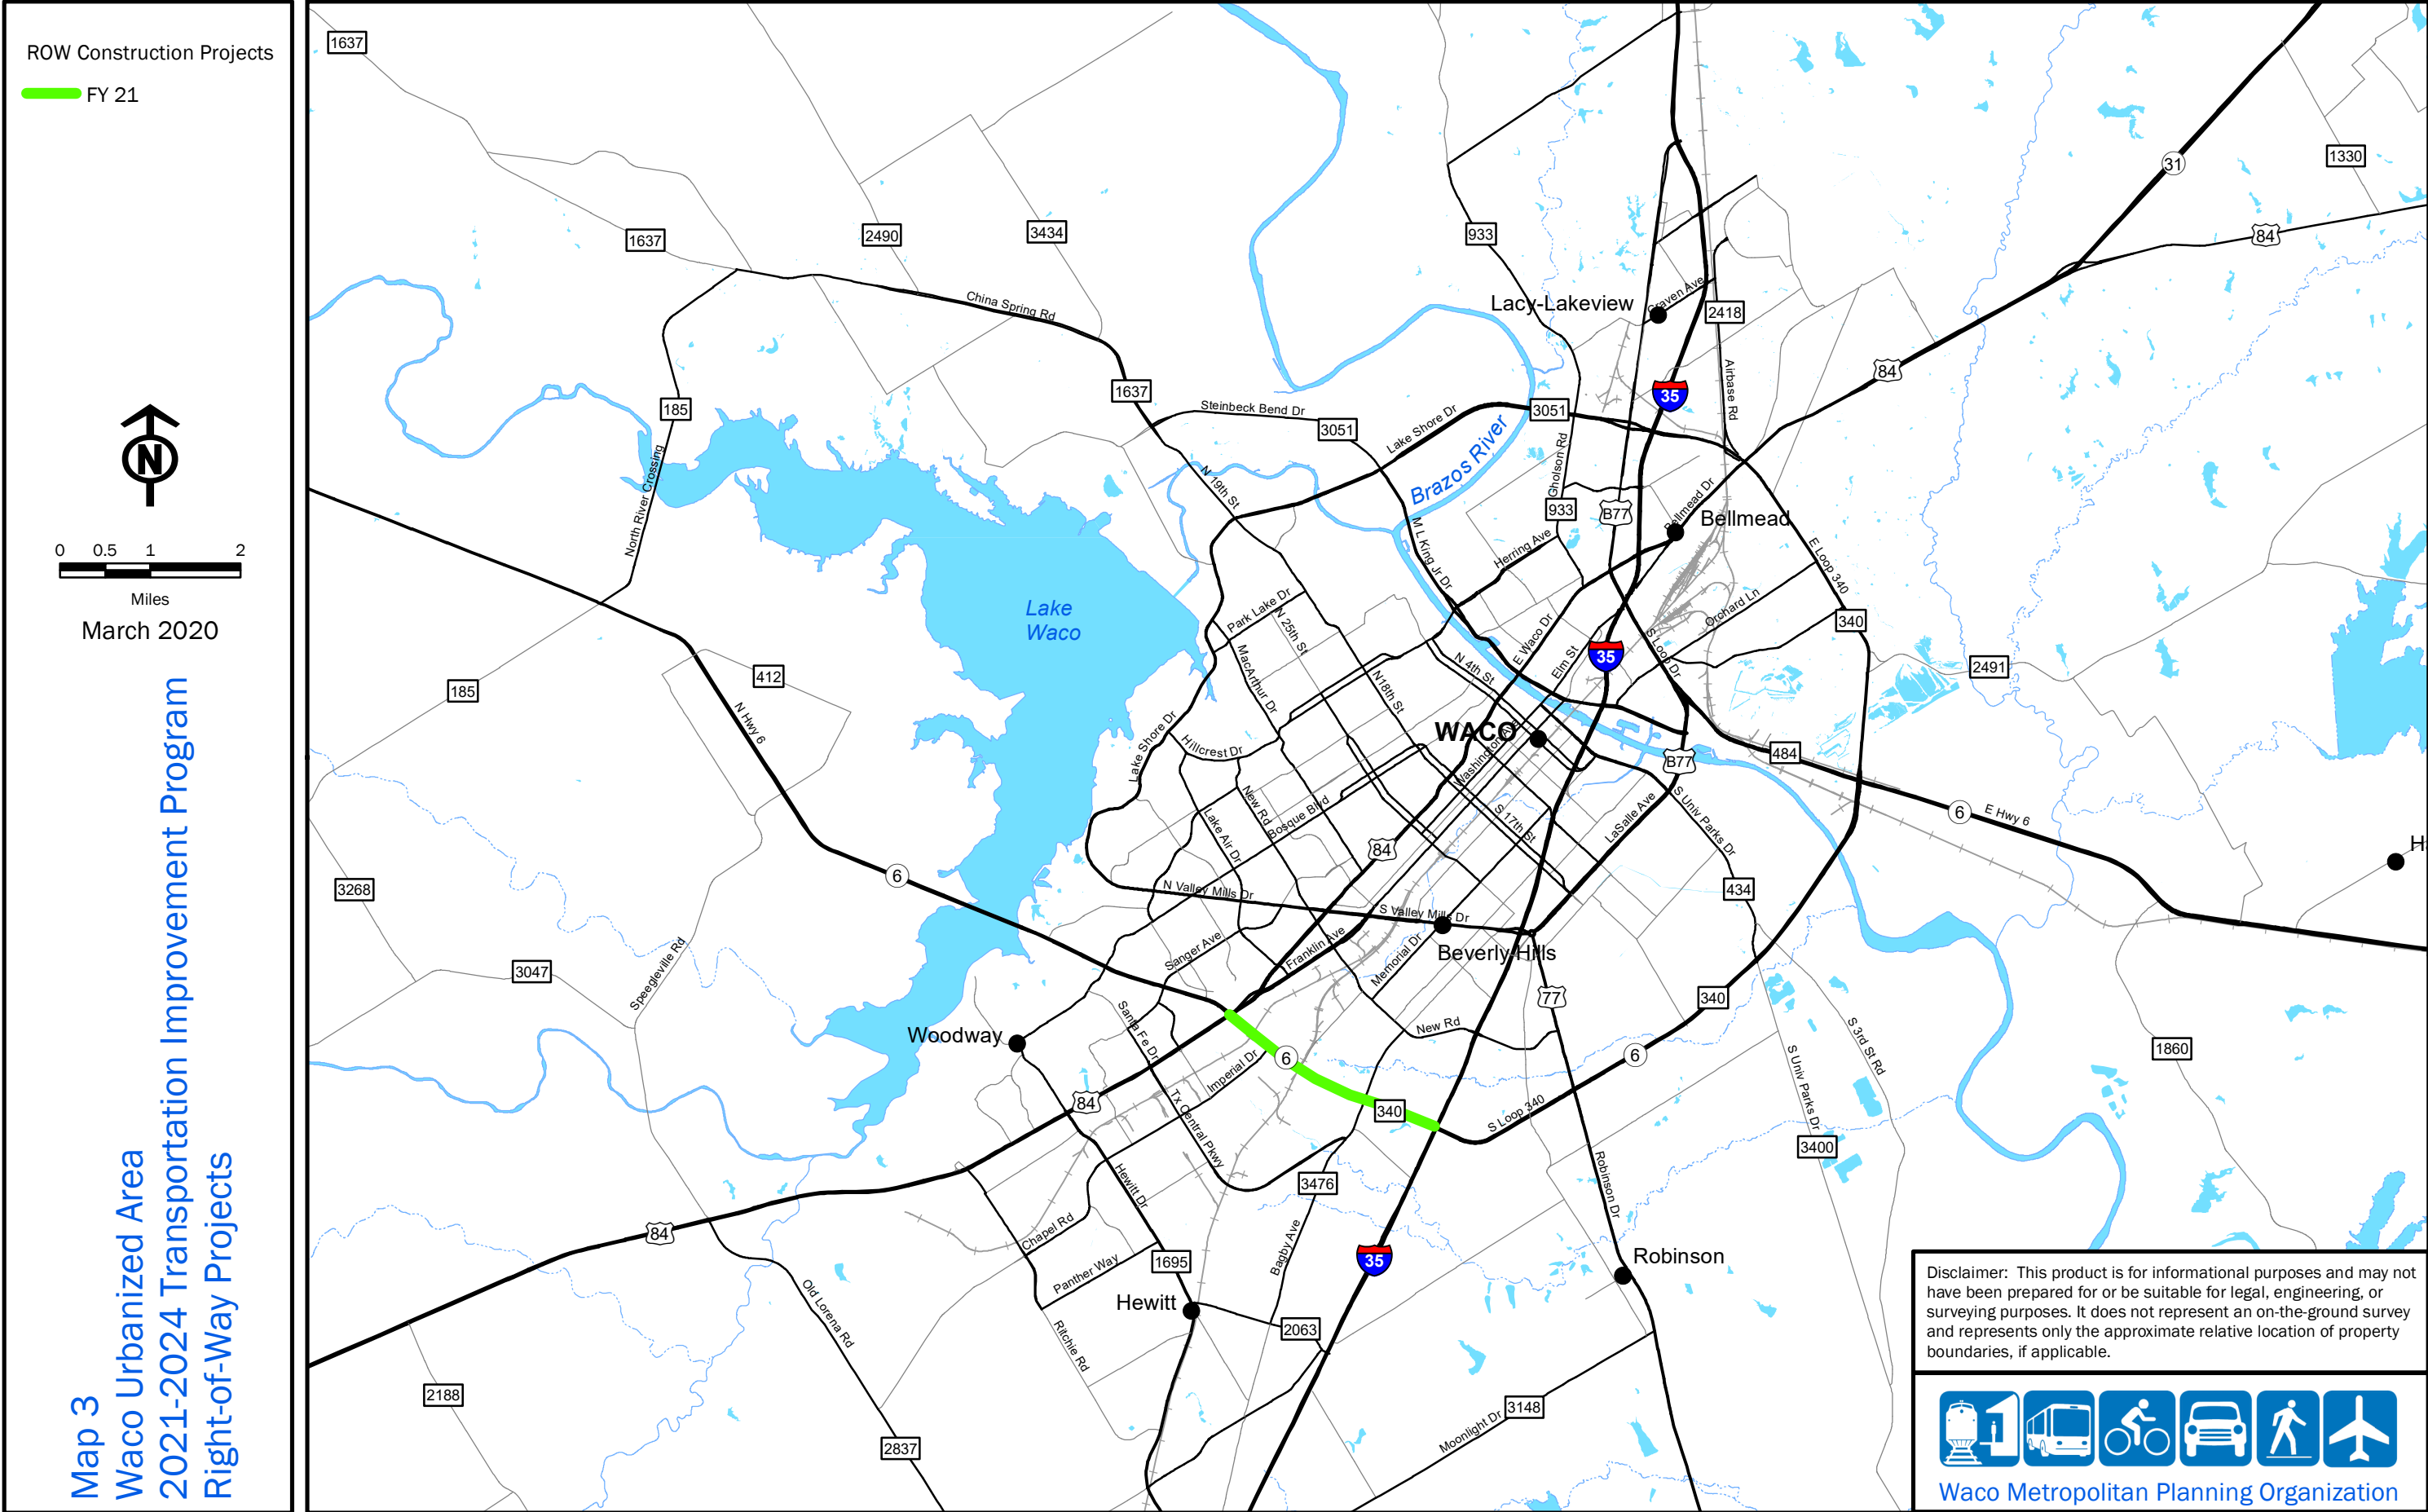 ROW Construction Projects
FY 21
N
0 0.5 1 2
Miles
March 2020
Map 3
Waco Urbanized Area
2021-2024 Transportation Improvement Program
Right-of-Way Projects
1637
31
1330
1637
2490
3434
933
84
China Spring Rd
Lacy-Lakeview
Craven Ave
2418
84
Airbase Rd
35
1637
185
Steinbeck Bend Dr
3051
Lake Shore Dr
3051
Brazos River
Gholson Rd
North River Crossing
N 19th St
933
B77
Bellmead Dr
Bellmead
M L King Jr Dr
Herring Ave
E Loop 340
Lake
Waco
Park Lake Dr
N 25th St
Orchard Ln
340
E Waco Dr
Elm St
35
S Loop Dr
2491
412
185
N Hwy 6
MacArthur Dr
N 4th St
N18th St
WACO
Washington Ave
Lake Shore Dr
Hillcrest Dr
484
B77
New Rd
Bosque Blvd
Lake Air Dr
S 17th St
LaSalle Ave
S Univ Parks Dr
6
E Hwy 6
84
H
6
3268
N Valley Mills Dr
S Valley Mills Dr
434
Speegleville Rd
3047
Sanger Ave
Franklin Ave
Memorial Dr
Beverly-Hills
77
340
Woodway
Santa Fe Dr
New Rd
6
Imperial Dr
6
S 3rd St Rd
S Univ Parks Dr
1860
84
Tx Central Pkwy
340
S Loop 340
3400
Hewitt Dr
3476
Robinson Dr
84
Chapel Rd
Panther Way
1695
Bagby Ave
35
Robinson
Old Lorena Rd
Hewitt
2063
Ritchie Rd
2188
2837
Moonlight Dr
3148
Disclaimer: This product is for informational purposes and may not
have been prepared for or be suitable for legal, engineering, or
surveying purposes. It does not represent an on-the-ground survey
and represents only the approximate relative location of property
boundaries, if applicable.
Waco Metropolitan Planning Organization